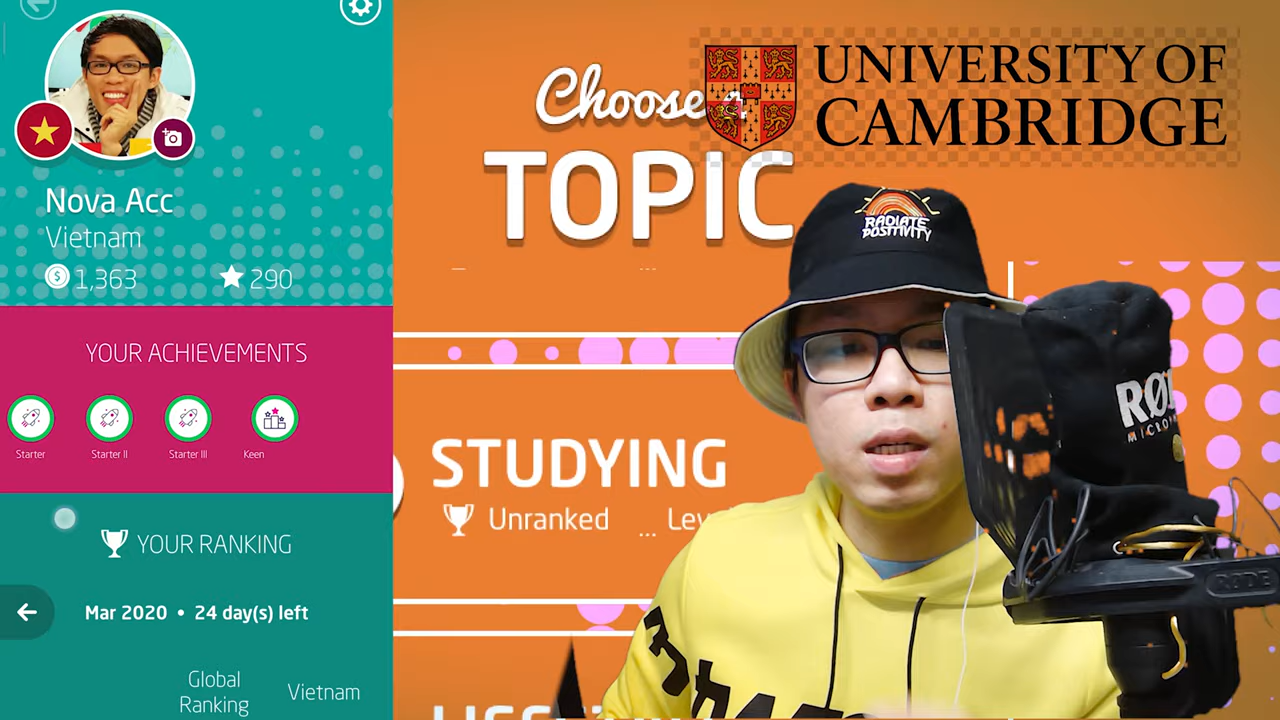 Nova Acc
Vietnam
1,363
290
YOUR ACHIEVEMENTS
Starter
Starter II
Starter III
Keen
YOUR RANKING
Mar 2020 • 24 day(s) left
Global
Ranking
Vietnam
Choose a
TOPIC
UNIVERSITY OF
CAMBRIDGE
STUDYING
Unranked
...
RADIATE
POSITIVITY
RØDE